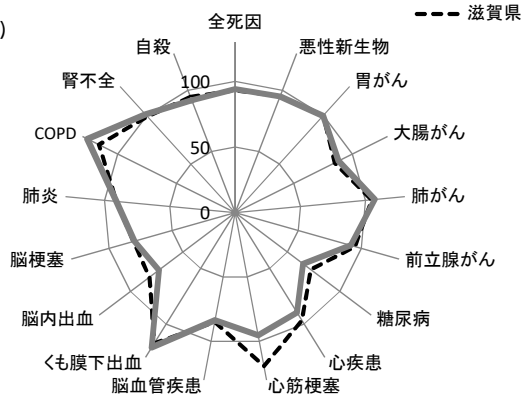 滋賀県
)
全死因
悪性新生物
胃がん
大腸がん
肺がん
前立腺がん
糖尿病
心疾患
心筋梗塞
脳血管疾患
くも膜下出血
脳内出血
脳梗塞
肺炎
COPD
腎不全
自殺
100
50
0